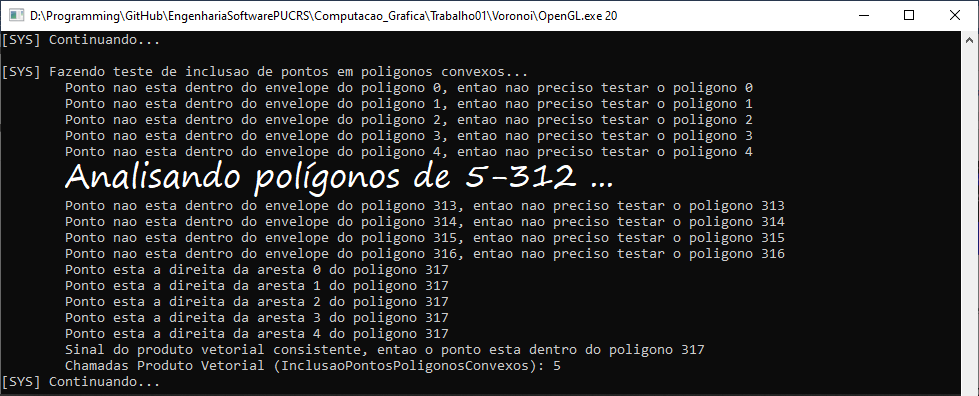 D:\Programming\GitHub\EngenhariaSoftwarePUCRS\Computacao_Grafica\Trabalho01\Voronoi\OpenGL.exe 20
[SYS] Continuando...
[SYS] Fazendo teste de inclusao de pontos em poligonos convexos...
Ponto nao esta dentro do envelope do poligono 0, entao nao preciso testar o poligono 0
Ponto nao esta dentro do envelope do poligono 1, entao nao preciso testar o poligono 1
Ponto nao esta dentro do envelope do poligono 2, entao nao preciso testar o poligono 2
Ponto nao esta dentro do envelope do poligono 3, entao nao preciso testar o poligono 3
Ponto nao esta dentro do envelope do poligono 4, entao nao preciso testar o poligono 4
Analisando polígonos de 5-312 ...
Ponto nao esta dentro do envelope do poligono 313, entao nao preciso testar o poligono 313
Ponto nao esta dentro do envelope do poligono 314, entao nao preciso testar o poligono 314
Ponto nao esta dentro do envelope do poligono 315, entao nao preciso testar o poligono 315
Ponto nao esta dentro do envelope do poligono 316, entao nao preciso testar o poligono 316
Ponto esta a direita da aresta 0 do poligono 317
Ponto esta a direita da aresta 1 do poligono 317
Ponto esta a direita da aresta 2 do poligono 317
Ponto esta a direita da aresta 3 do poligono 317
Ponto esta a direita da aresta 4 do poligono 317
Sinal do produto vetorial consistente, entao o ponto esta dentro do poligono 317
Chamadas Produto Vetorial (InclusaoPontosPoligonosConvexos): 5
[SYS] Continuando...